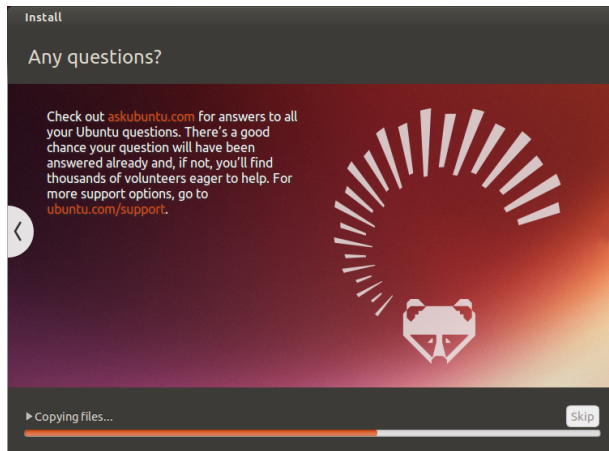 Install
Any questions?
Check out askubuntu.com for answers to all
your Ubuntu questions. There's a good
chance your question will have been
answered already and, if not, you'll find
thousands of volunteers eager to help. For
more support options, go to
ubuntu.com/support.
Copying files...
Skip